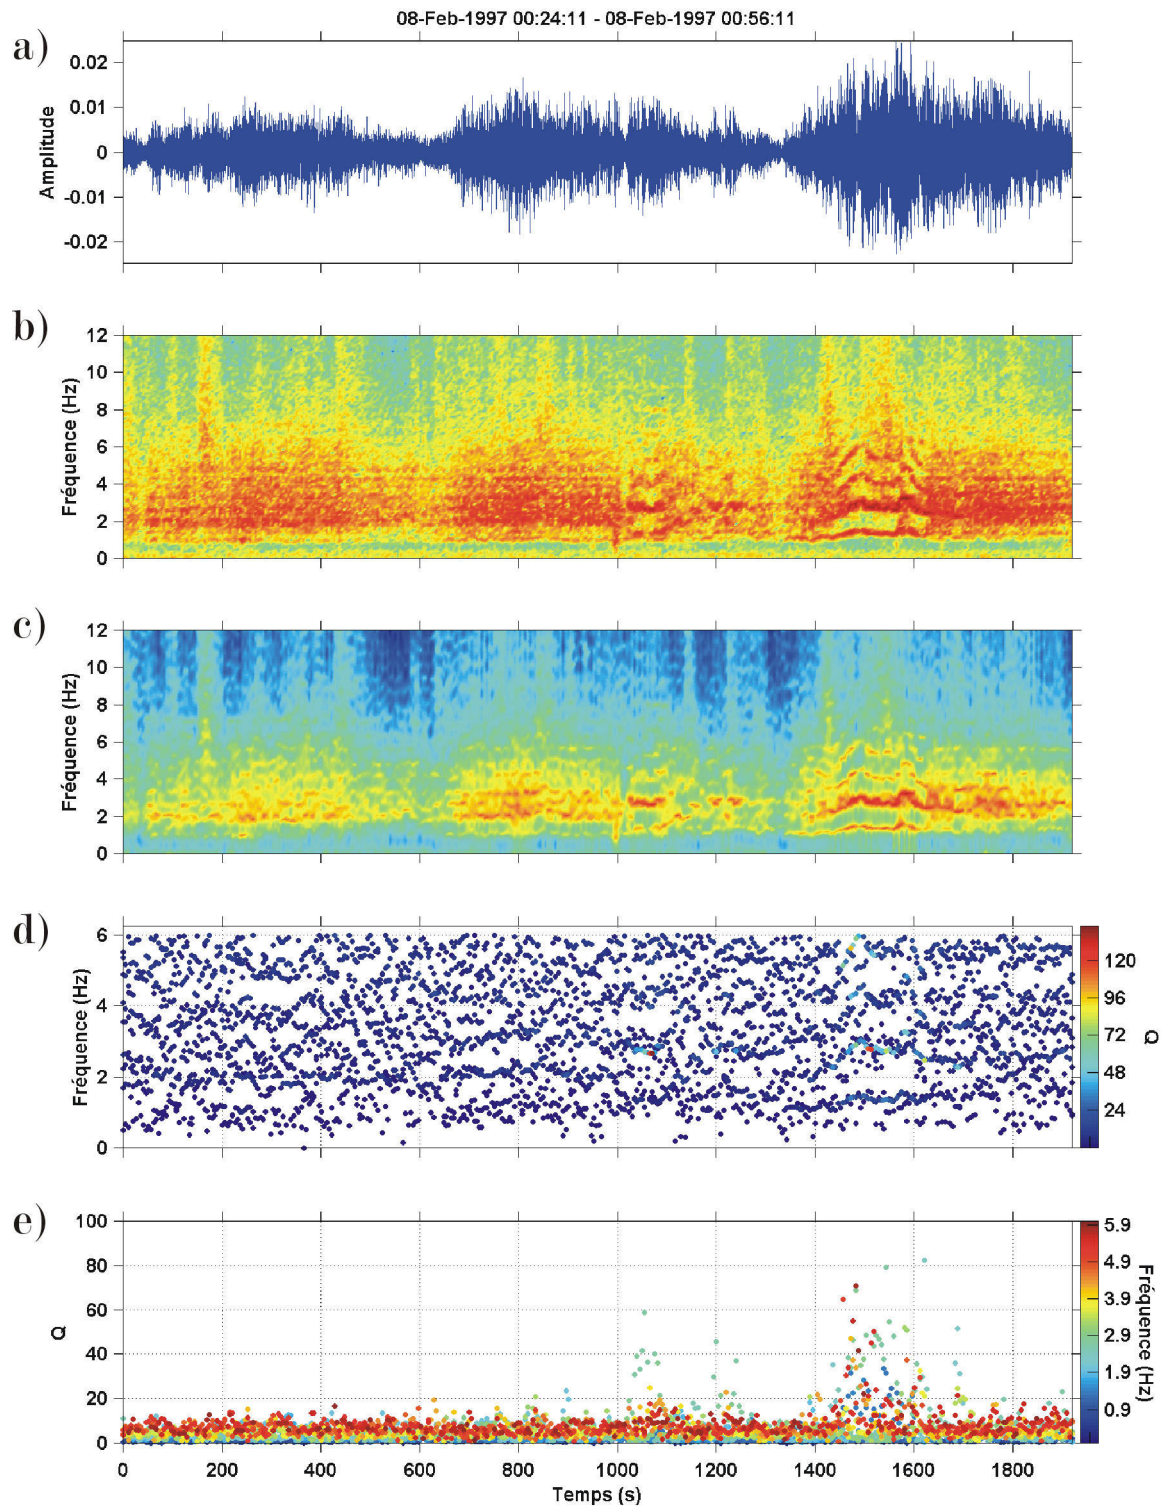 08-Feb-1997 00:24:11 - 08-Feb-1997 00:56:11
a)
Amplitude
0.02
0.01
0
-0.01
-0.02
b)
Fréquence (Hz)
12
10
8
6
4
2
0
c)
Fréquence (Hz)
12
10
8
6
4
2
0
d)
Fréquence (Hz)
6
4
2
0
120
96
72
48
24
Q
e)
Q
100
80
60
40
20
0
0 200 400 600 800 1000 1200 1400 1600 1800
Temps (s)
5.9
4.9
3.9
2.9
1.9
0.9
Fréquence (Hz)